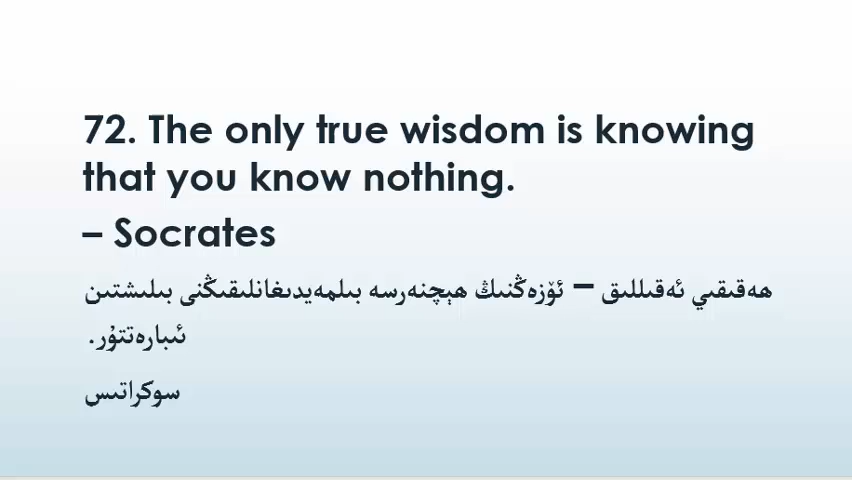 72. The only true wisdom is knowing
that you know nothing.
– Socrates
ھەقىقىي ئەقىللىق – ئۆزەڭنىڭ ھېچنەرسە بىلمەيدىغانلىقىڭنى بىلىشتىن
ئىبارەتتۇر.
سوكراتىس